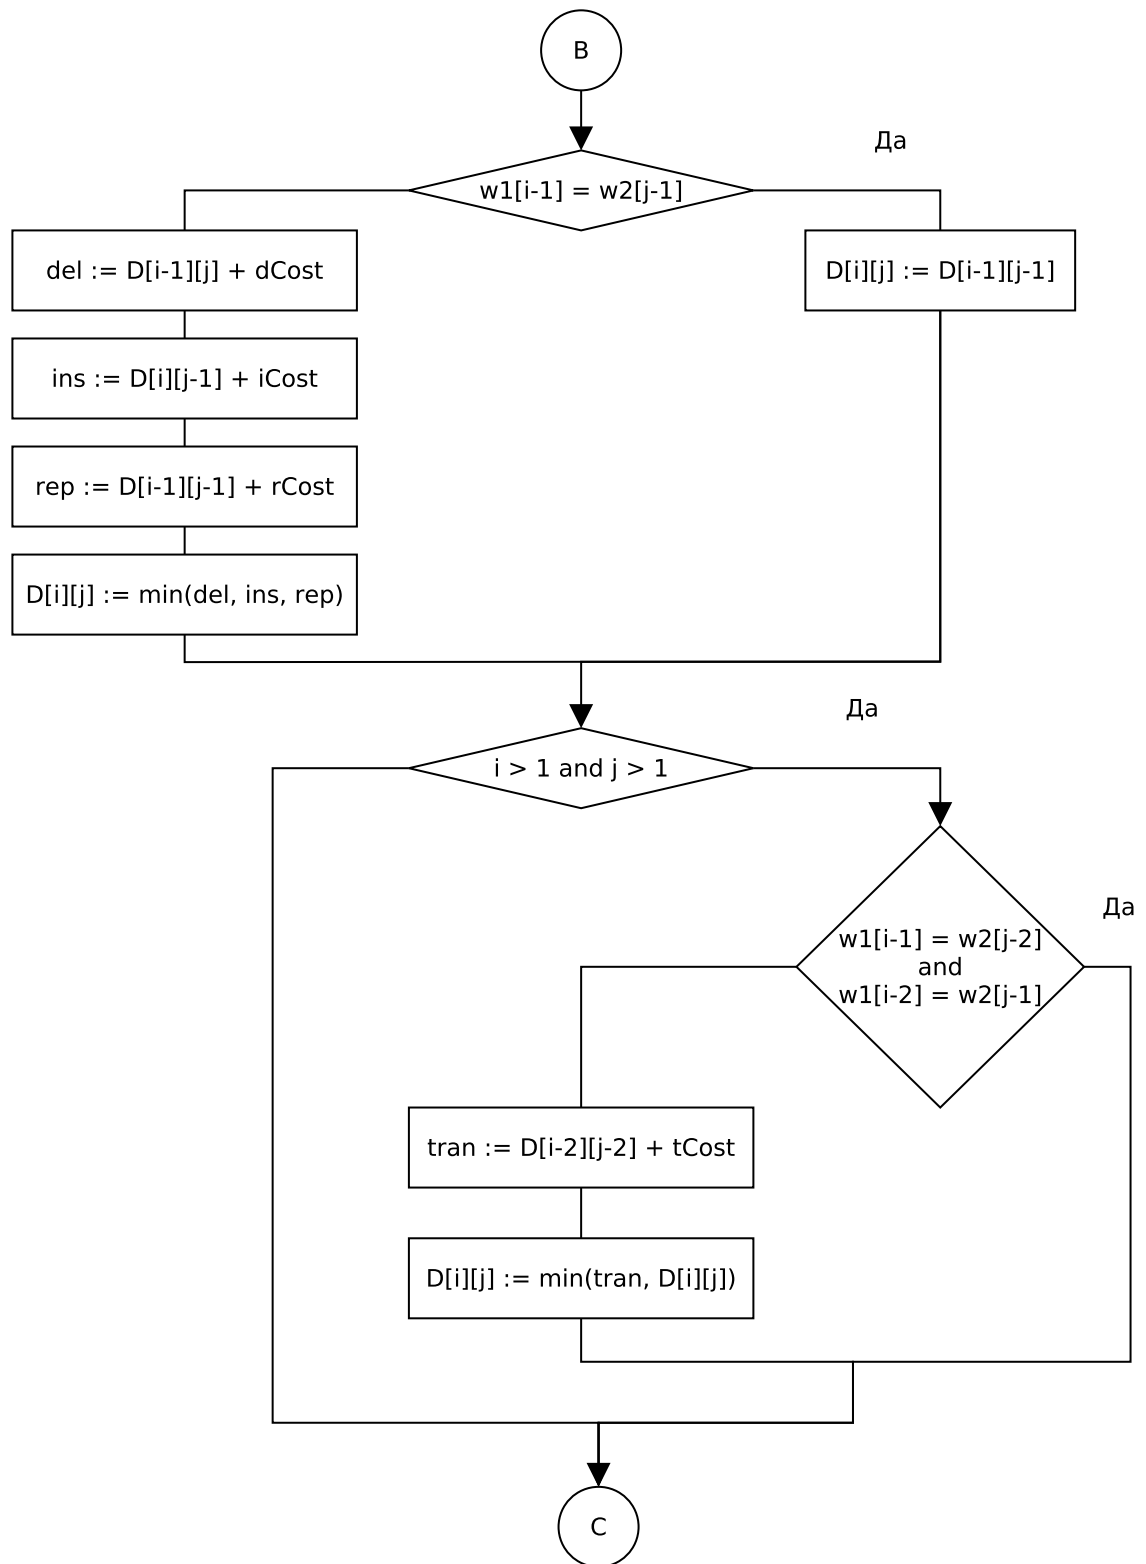 B
Да
w1[i-1] = w2[j-1]
del := D[i-1][j] + dCost
D[i][j] := D[i-1][j-1]
ins := D[i][j-1] + iCost
rep := D[i-1][j-1] + rCost
D[i][j] := min(del, ins, rep)
Да
i > 1 and j > 1
Да
w1[i-1] = w2[j-2]
and
w1[i-2] = w2[j-1]
tran := D[i-2][j-2] + tCost
D[i][j] := min(tran, D[i][j])
C